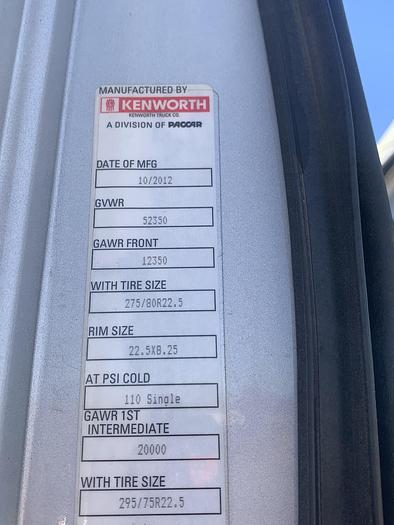 MANUFACTURED BY
KENWORTH
KENWORTH TRUCK CO.
A DIVISION OF PACCAR
DATE OF MFG
10/2012
GVWR
52350
GAWR FRONT
12350
WITH TIRE SIZE
275/80R22.5
RIM SIZE
22.5X8.25
AT PSI COLD
110 Single
GAWR 1ST
INTERMEDIATE
20000
WITH TIRE SIZE
295/75R22.5